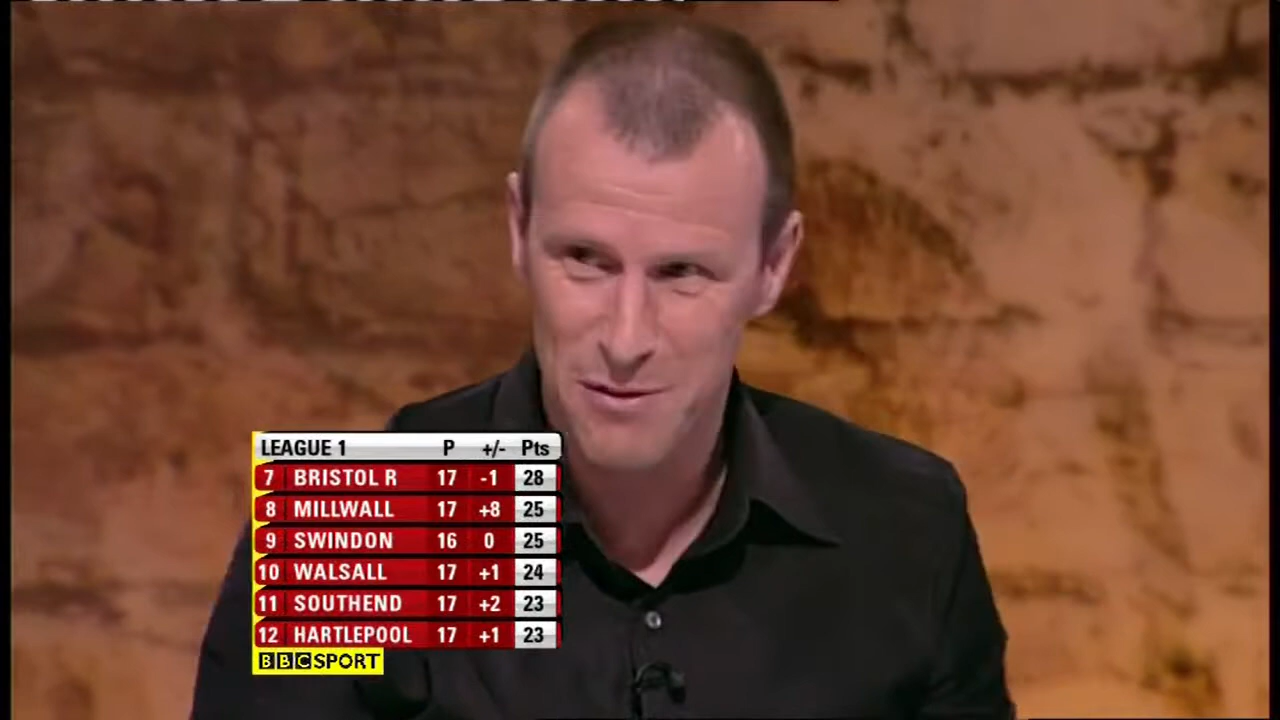 LEAGUE 1 P +/- Pts
7 BRISTOL R 17 -1 28
8 MILLWALL 17 +8 25
9 SWINDON 16 0 25
10 WALSALL 17 +1 24
11 SOUTHEND 17 +2 23
12 HARTLEPOOL 17 +1 23
BBC SPORT